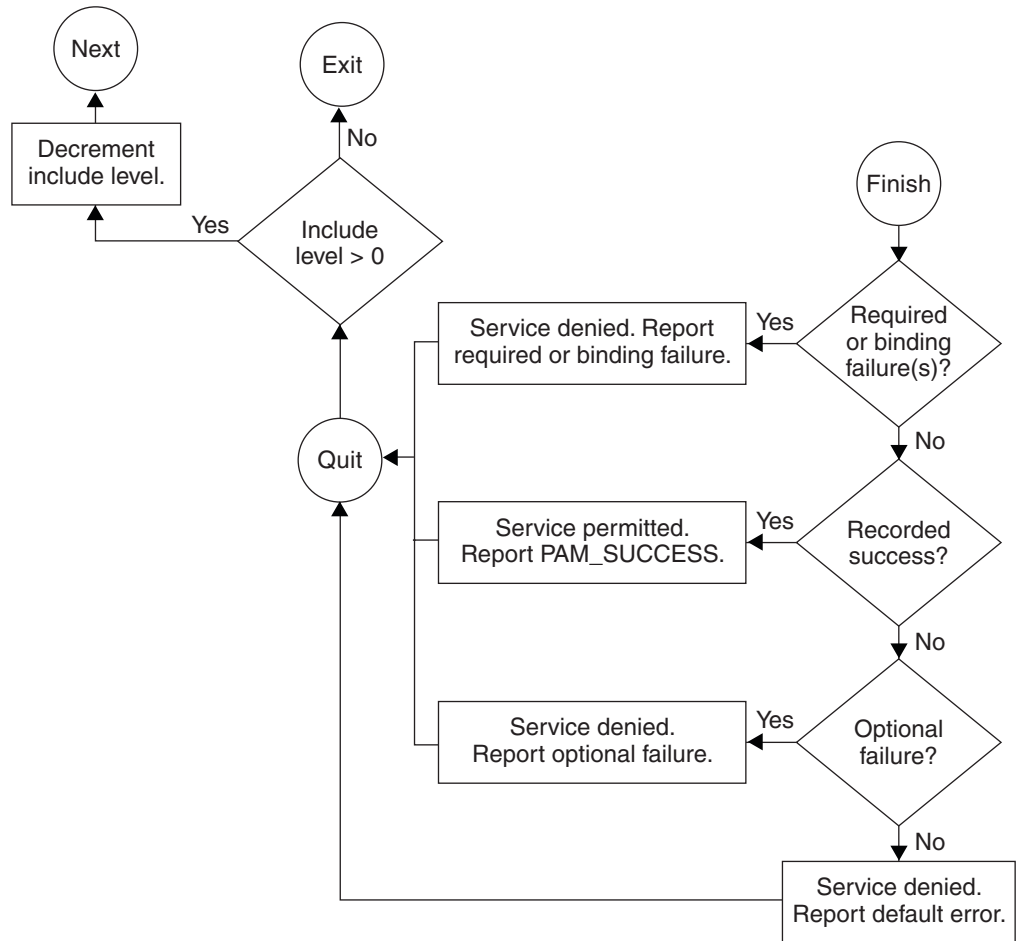 Next
Exit
No
Decrement
include level.
Finish
Yes
Include
level > 0
Service denied. Report
required or binding failure.
Yes
Required
or binding
failure(s)?
No
Quit
Service permitted.
Report PAM_SUCCESS.
Yes
Recorded
success?
No
Service denied.
Report optional failure.
Yes
Optional
failure?
No
Service denied.
Report default error.